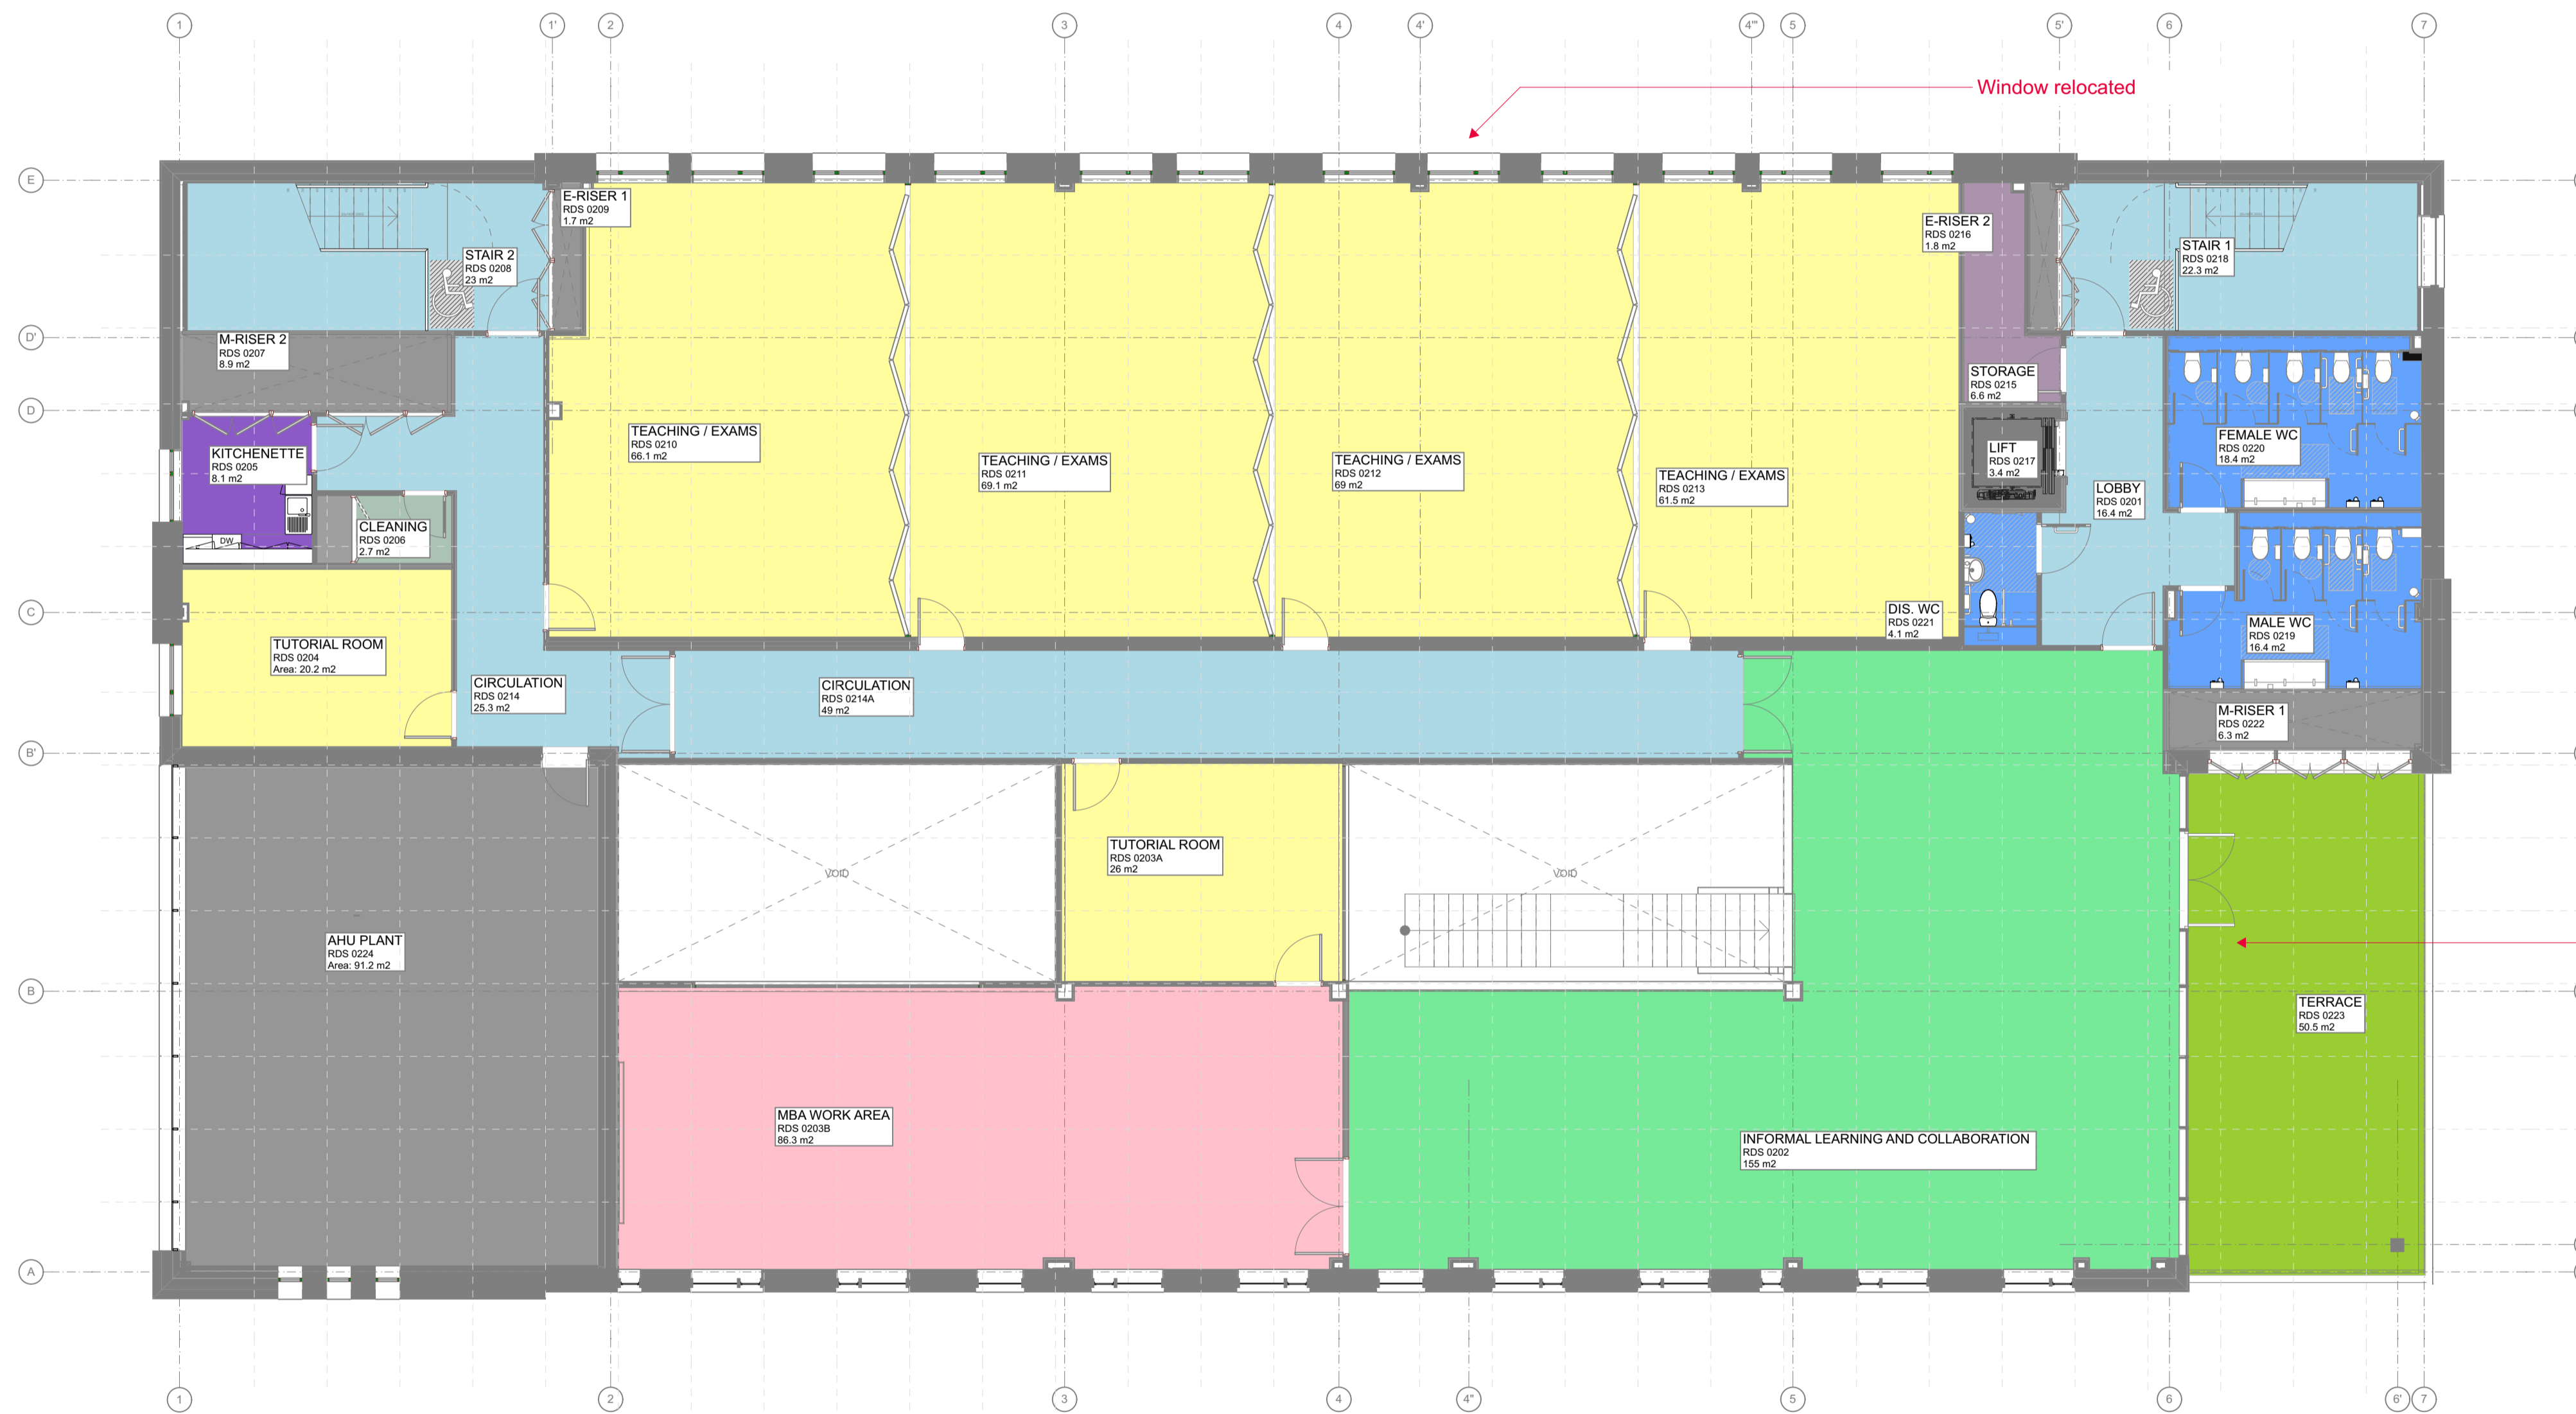 1
1'
2
3
4
4'
4'''
5
5'
6
7
Window relocated
E
E-RISER 1
RDS 0209
1.7 m2
E-RISER 2
RDS 0216
1.8 m2
STAIR 2
RDS 0208
23 m2
STAIR 1
RDS 0218
22.3 m2
D'
M-RISER 2
RDS 0207
8.9 m2
STORAGE
RDS 0215
6.6 m2
D
TEACHING / EXAMS
RDS 0210
66.1 m2
TEACHING / EXAMS
RDS 0211
69.1 m2
TEACHING / EXAMS
RDS 0212
69 m2
TEACHING / EXAMS
RDS 0213
61.5 m2
KITCHENETTE
RDS 0205
8.1 m2
DW
CLEANING
RDS 0206
2.7 m2
LIFT
RDS 0217
3.4 m2
LOBBY
RDS 0201
16.4 m2
FEMALE WC
RDS 0220
18.4 m2
C
DIS. WC
RDS 0221
4.1 m2
MALE WC
RDS 0219
16.4 m2
TUTORIAL ROOM
RDS 0204
Area: 20.2 m2
CIRCULATION
RDS 0214
25.3 m2
CIRCULATION
RDS 0214A
49 m2
M-RISER 1
RDS 0222
6.3 m2
B'
VOID
TUTORIAL ROOM
RDS 0203A
26 m2
VOID
AHU PLANT
RDS 0224
Area: 91.2 m2
B
TERRACE
RDS 0223
50.5 m2
MBA WORK AREA
RDS 0203B
86.3 m2
INFORMAL LEARNING AND COLLABORATION
RDS 0202
155 m2
A
1
2
3
4
4''
5
6
6'
7